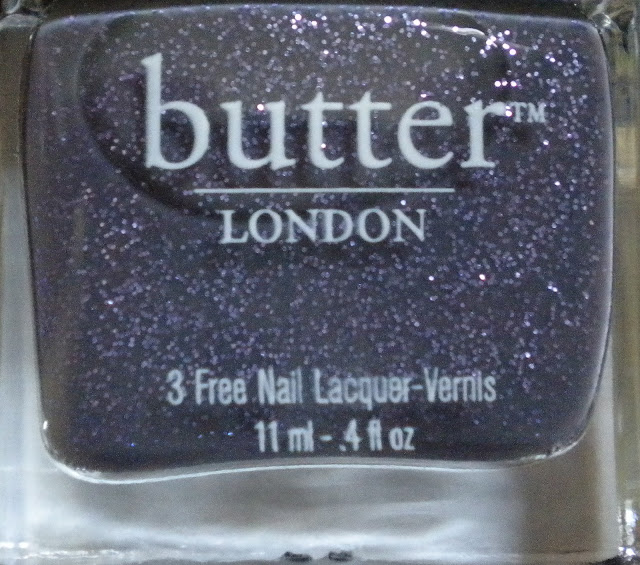 butter™
LONDON
3 Free Nail Lacquer-Vernis
11 ml - .4 fl oz